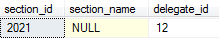 section_id section_name delegate_id
2021 NULL 12